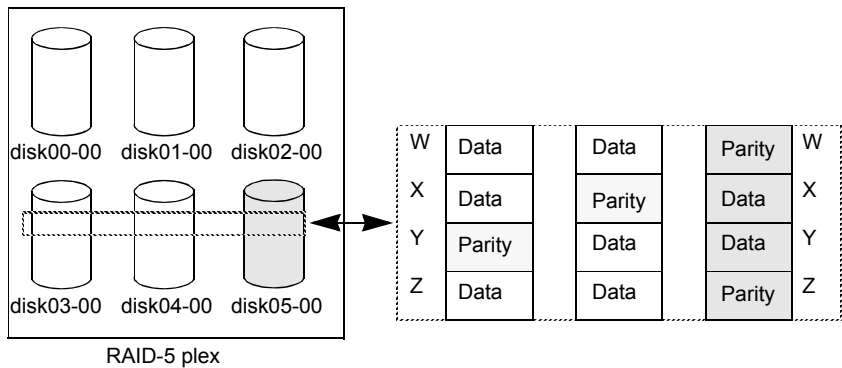 disk00-00 disk01-00 disk02-00
disk03-00 disk04-00 disk05-00
RAID-5 plex
W Data Data Parity W
X Data Parity Data X
Y Parity Data Data Y
Z Data Data Parity Z